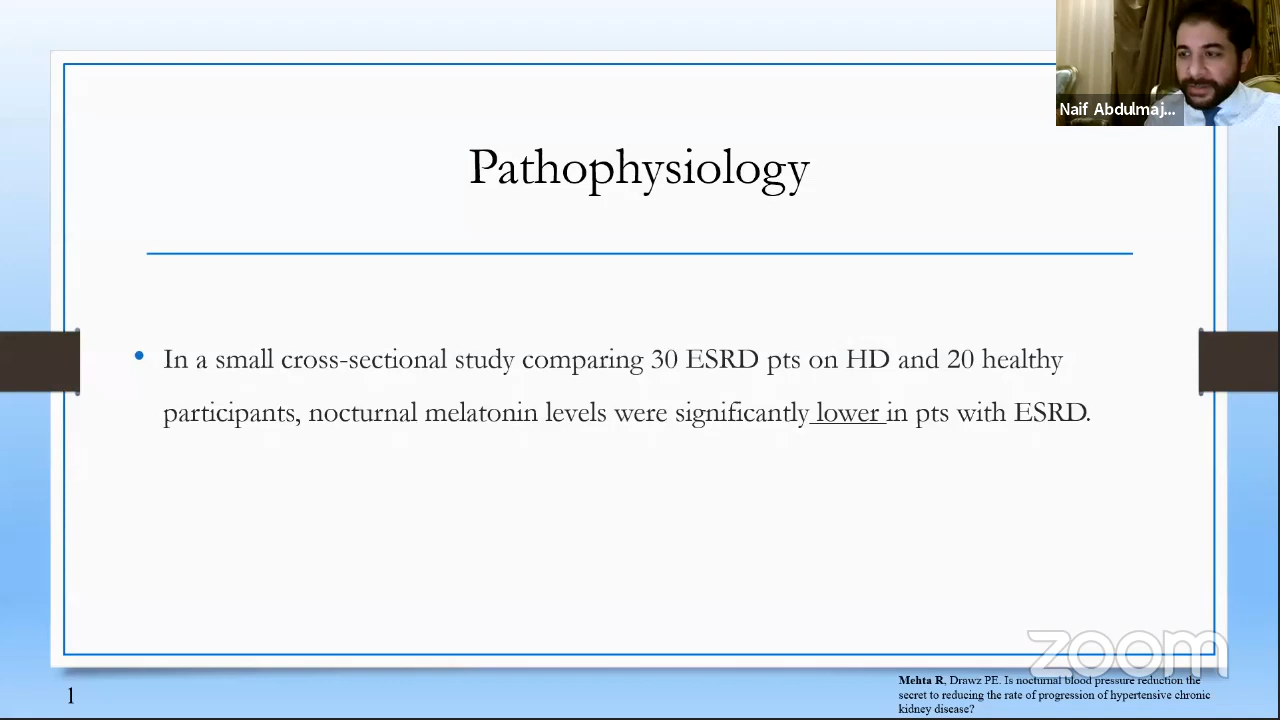 Naif Abdulmaj...
Pathophysiology
• In a small cross-sectional study comparing 30 ESRD pts on HD and 20 healthy
participants, nocturnal melatonin levels were significantly lower in pts with ESRD.
zoom
1
Mehta R, Drawz PE. Is nocturnal blood pressure reduction the
secret to reducing the rate of progression of hypertensive chronic
kidney disease?